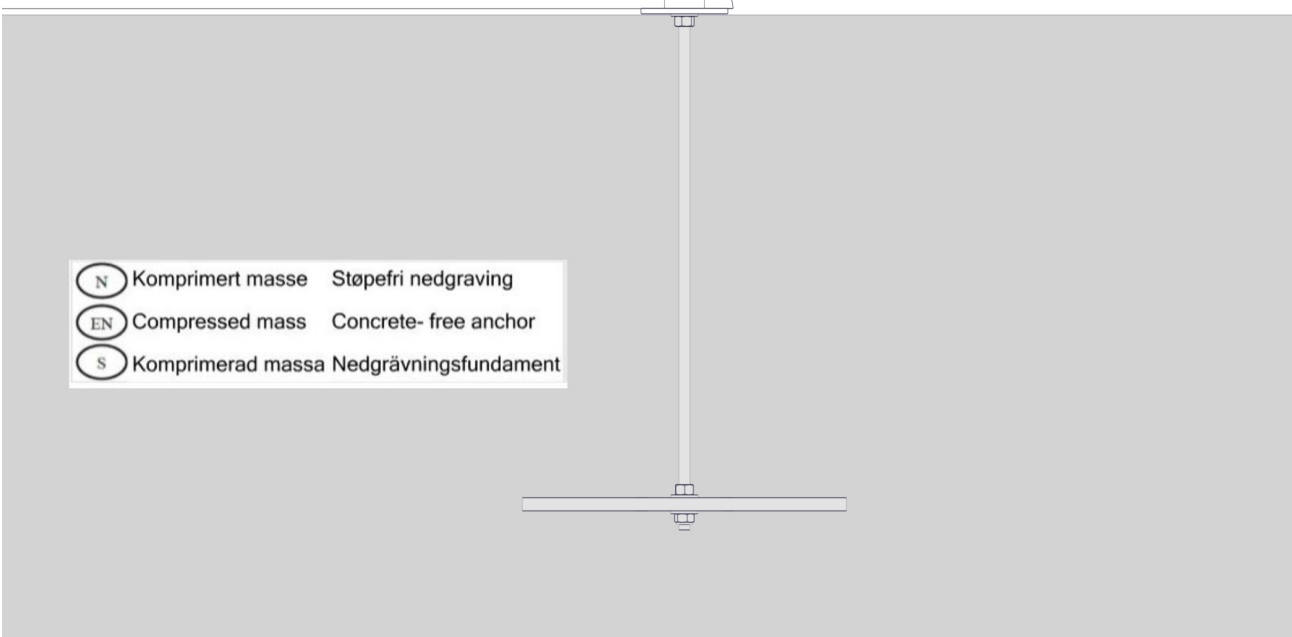 N Komprimert masse Støpefri nedgraving
EN Compressed mass Concrete- free anchor
S Komprimerad massa Nedgrävningsfundament